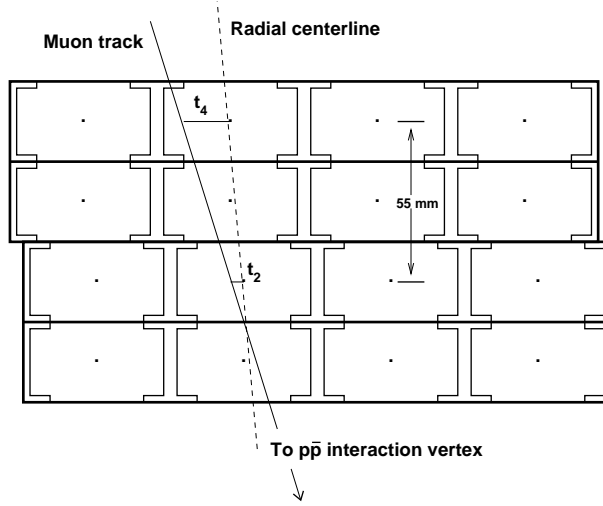 Radial centerline
Muon track
t₄
55 mm
t₂
To pp̄ interaction vertex